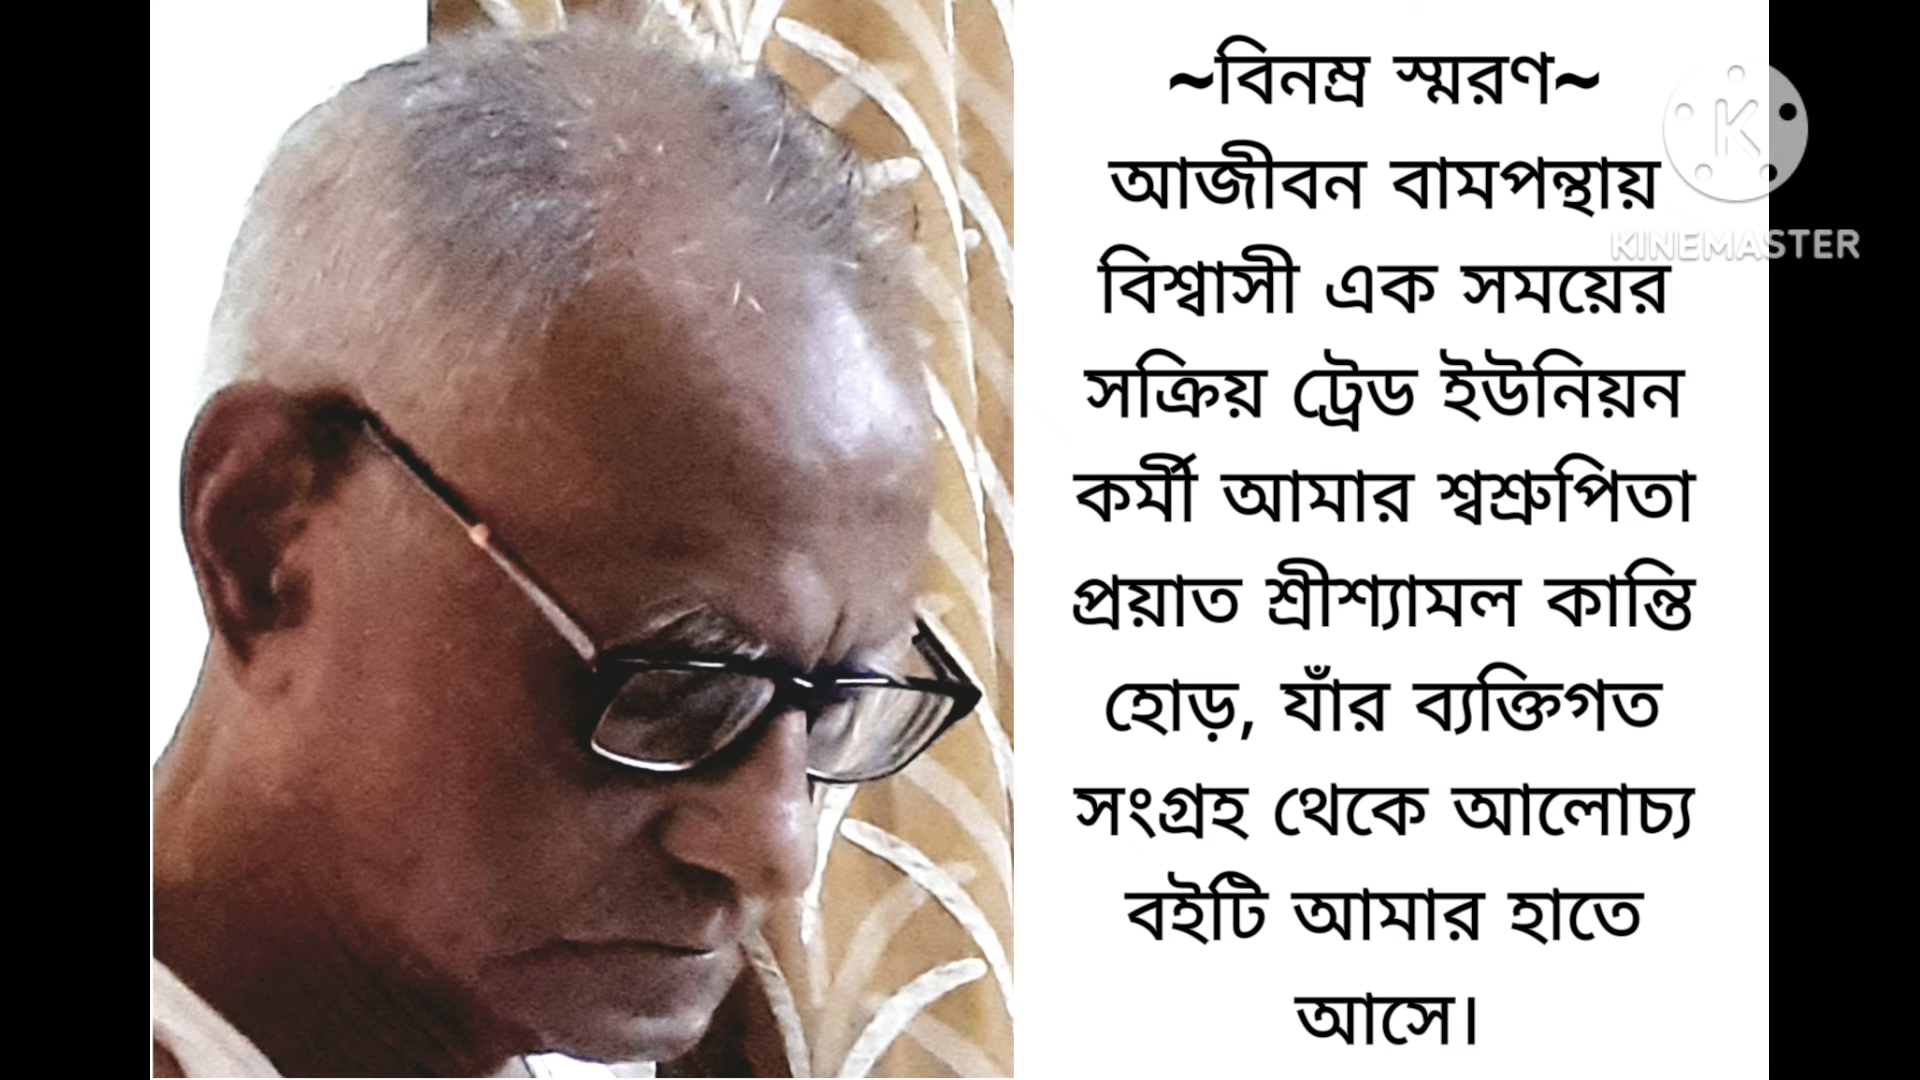 ~বিনম্র স্মরণ~
আজীবন বামপন্থায়
বিশ্বাসী এক সময়ের
সক্রিয় ট্রেড ইউনিয়ন
কর্মী আমার শ্বশ্রুপিতা
প্রয়াত শ্রীশ্যামল কান্তি
হোড়, যাঁর ব্যক্তিগত
সংগ্রহ থেকে আলোচ্য
বইটি আমার হাতে
আসে।
K
KINEMASTER